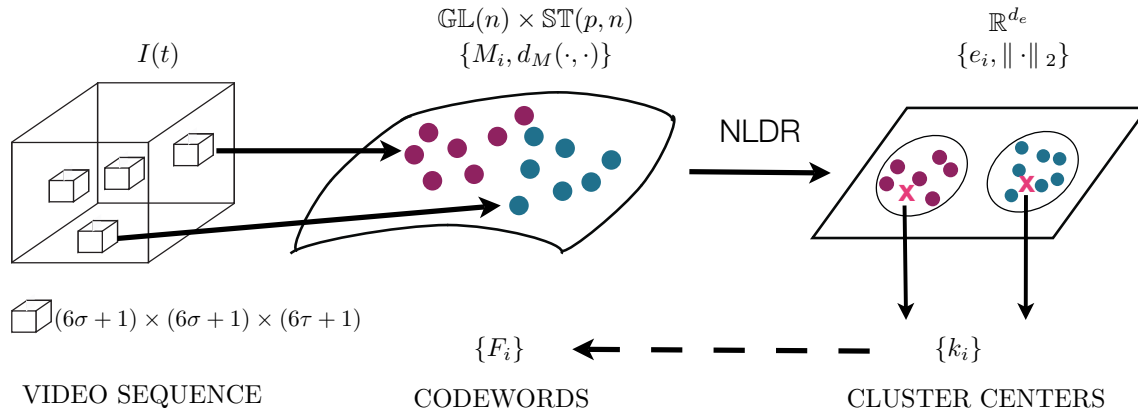 𝔾𝕃(n) × 𝕊𝕋(p, n)
{M_i, d_M(·, ·)}
ℝ^{d_e}
{e_i, ‖ · ‖ _2}
I(t)
NLDR
x
x
(6σ + 1) × (6σ + 1) × (6τ + 1)
{F_i}
{k_i}
VIDEO SEQUENCE
CODEWORDS
CLUSTER CENTERS